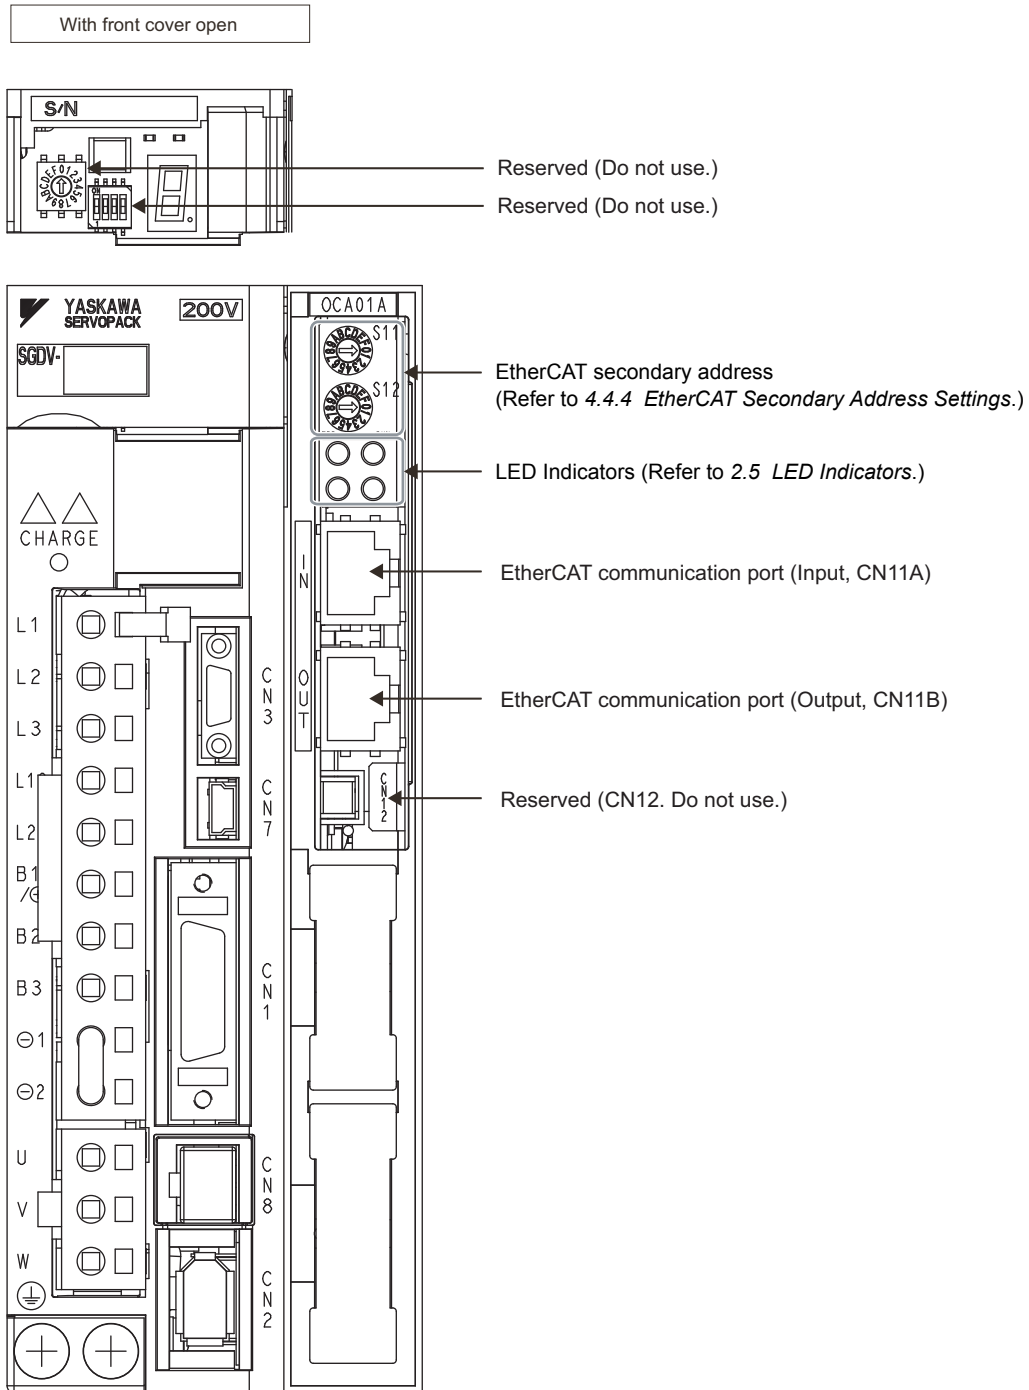 With front cover open
S/N
Reserved (Do not use.)
Reserved (Do not use.)
YASKAWA
SERVOPACK
200V
SGDV-
OCA01A
S11
S12
EtherCAT secondary address
(Refer to 4.4.4 EtherCAT Secondary Address Settings.)
LED Indicators (Refer to 2.5 LED Indicators.)
CHARGE
IN
EtherCAT communication port (Input, CN11A)
OUT
EtherCAT communication port (Output, CN11B)
CN12
Reserved (CN12. Do not use.)
L1
L2
L3
L1
L2
B1
B2
B3
⊖1
⊖2
U
V
W
CN3
CN7
CN1
CN8
CN2